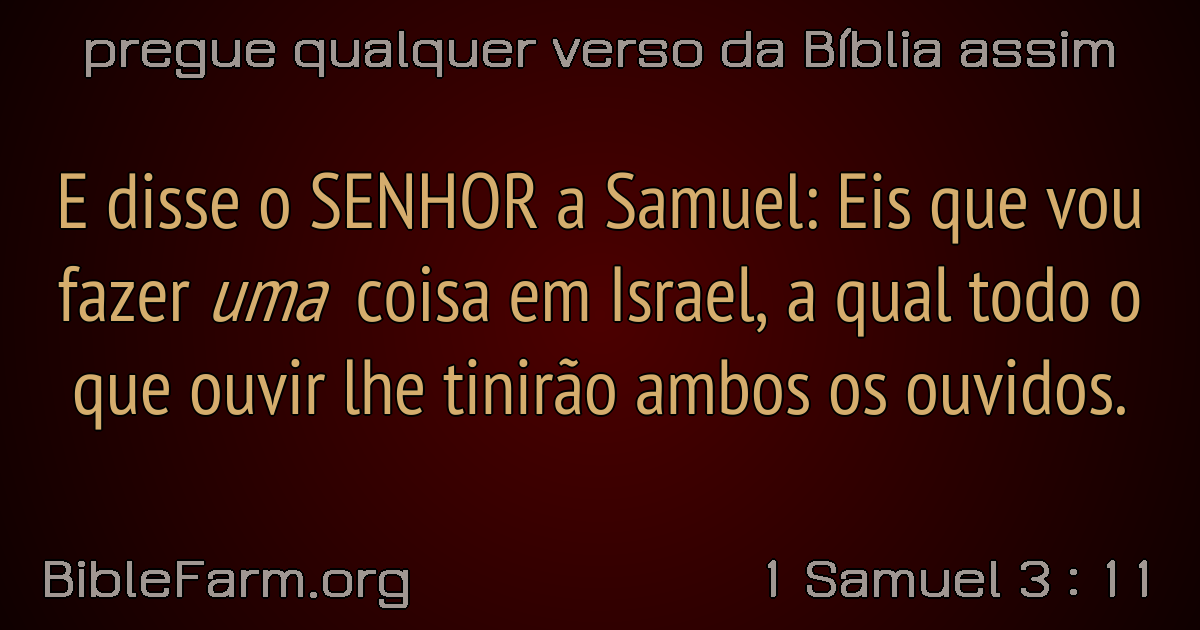 pregue qualquer verso da Bíblia assim
E disse o SENHOR a Samuel: Eis que vou
fazer uma coisa em Israel, a qual todo o
que ouvir lhe tinirão ambos os ouvidos.
BibleFarm.org
1 Samuel 3 : 11